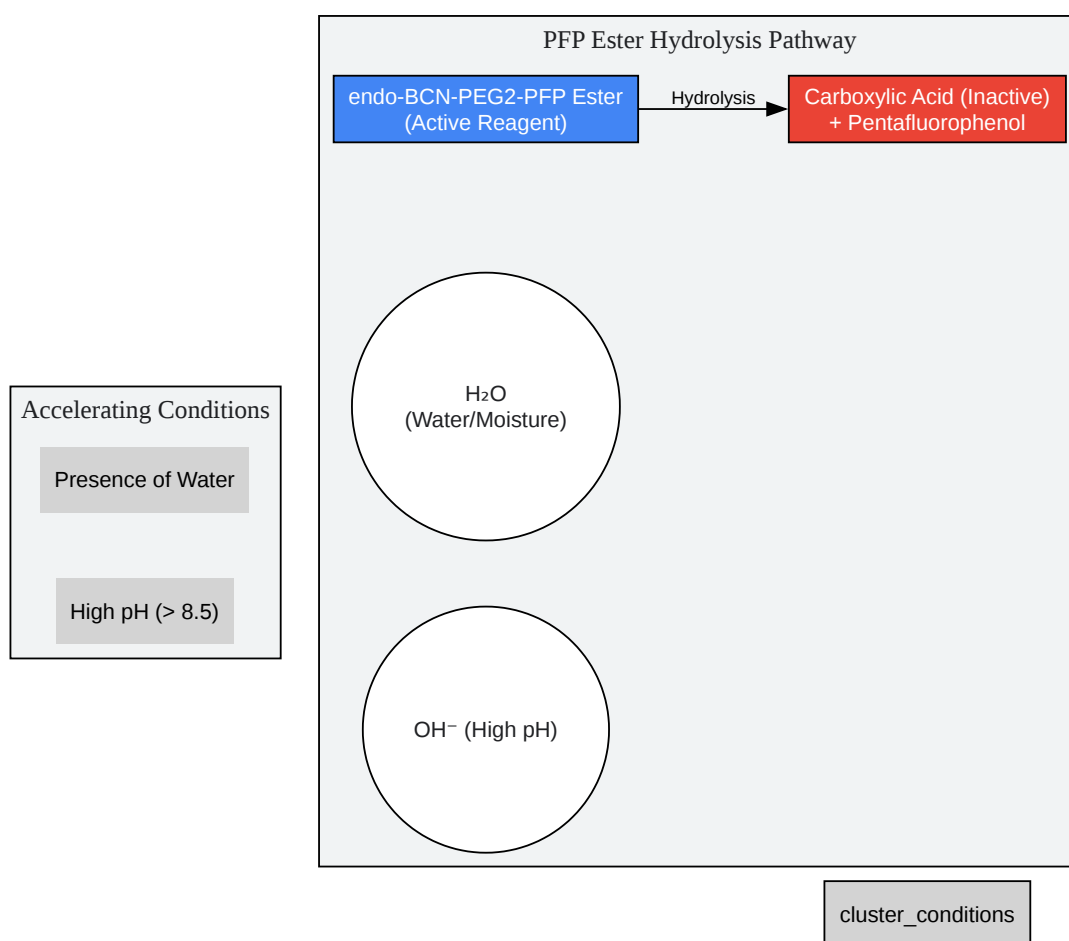 PFP Ester Hydrolysis Pathway
endo-BCN-PEG2-PFP Ester
(Active Reagent)
Hydrolysis
Carboxylic Acid (Inactive)
+ Pentafluorophenol
H₂O
(Water/Moisture)
Accelerating Conditions
Presence of Water
High pH (> 8.5)
OH⁻ (High pH)
cluster_conditions